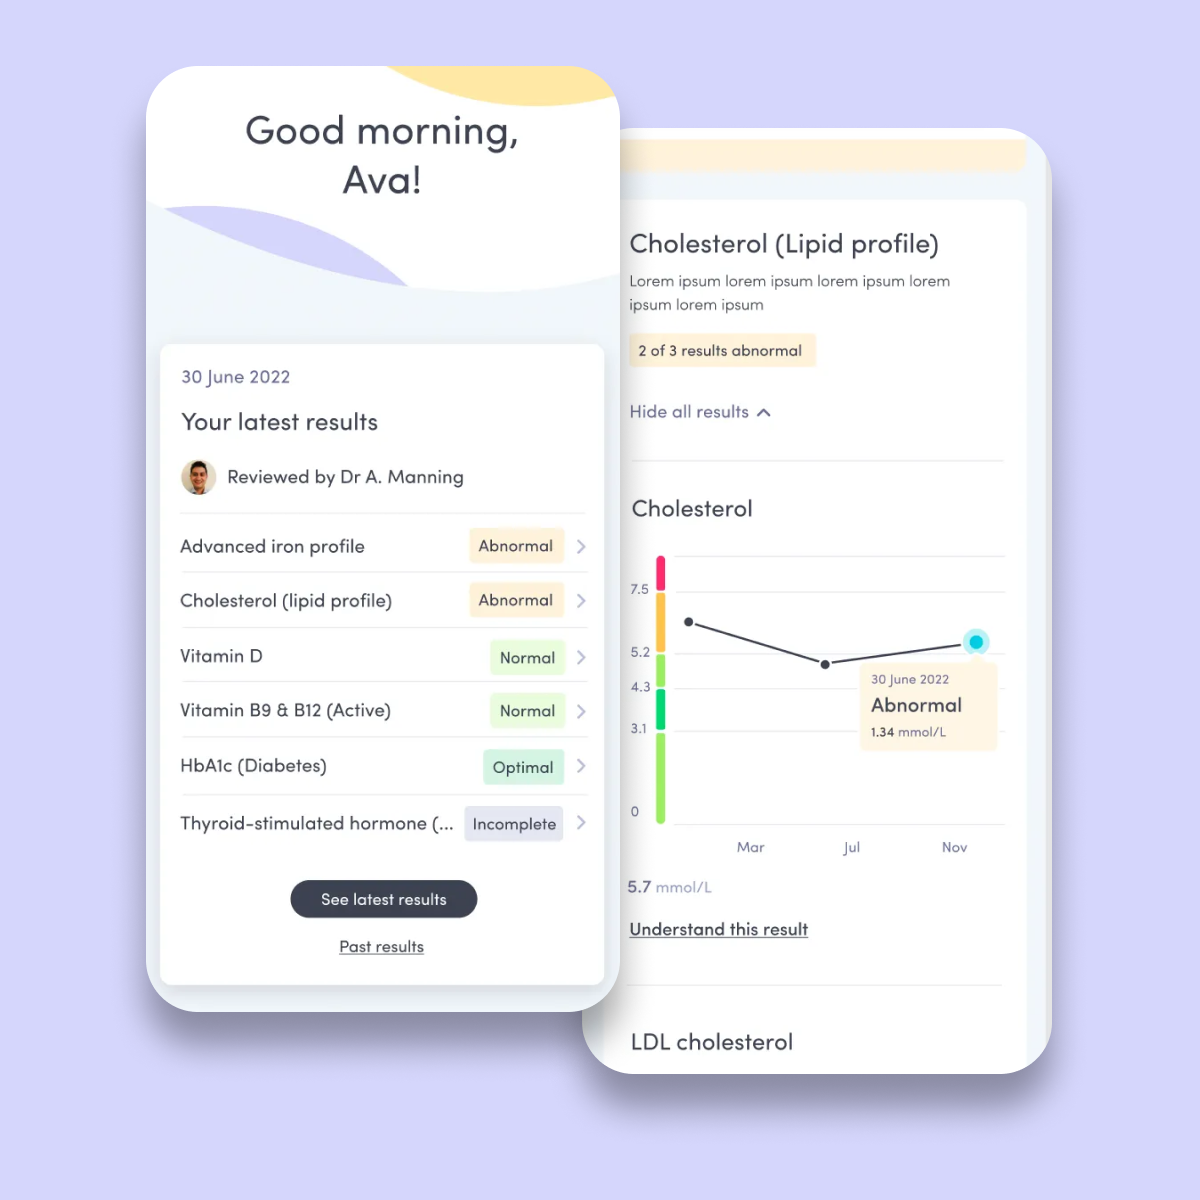 Good morning,
Ava!
30 June 2022
Your latest results
Reviewed by Dr A. Manning
Advanced iron profile
Abnormal
Cholesterol (lipid profile)
Abnormal
Vitamin D
Normal
Vitamin B9 & B12 (Active)
Normal
HbA1c (Diabetes)
Optimal
Thyroid-stimulated hormone (...
Incomplete
See latest results
Past results
Cholesterol (Lipid profile)
Lorem ipsum lorem ipsum lorem ipsum lorem
ipsum lorem ipsum
2 of 3 results abnormal
Hide all results
Cholesterol
7.5
5.2
4.3
3.1
0
30 June 2022
Abnormal
1.34 mmol/L
Mar
Jul
Nov
5.7 mmol/L
Understand this result
LDL cholesterol